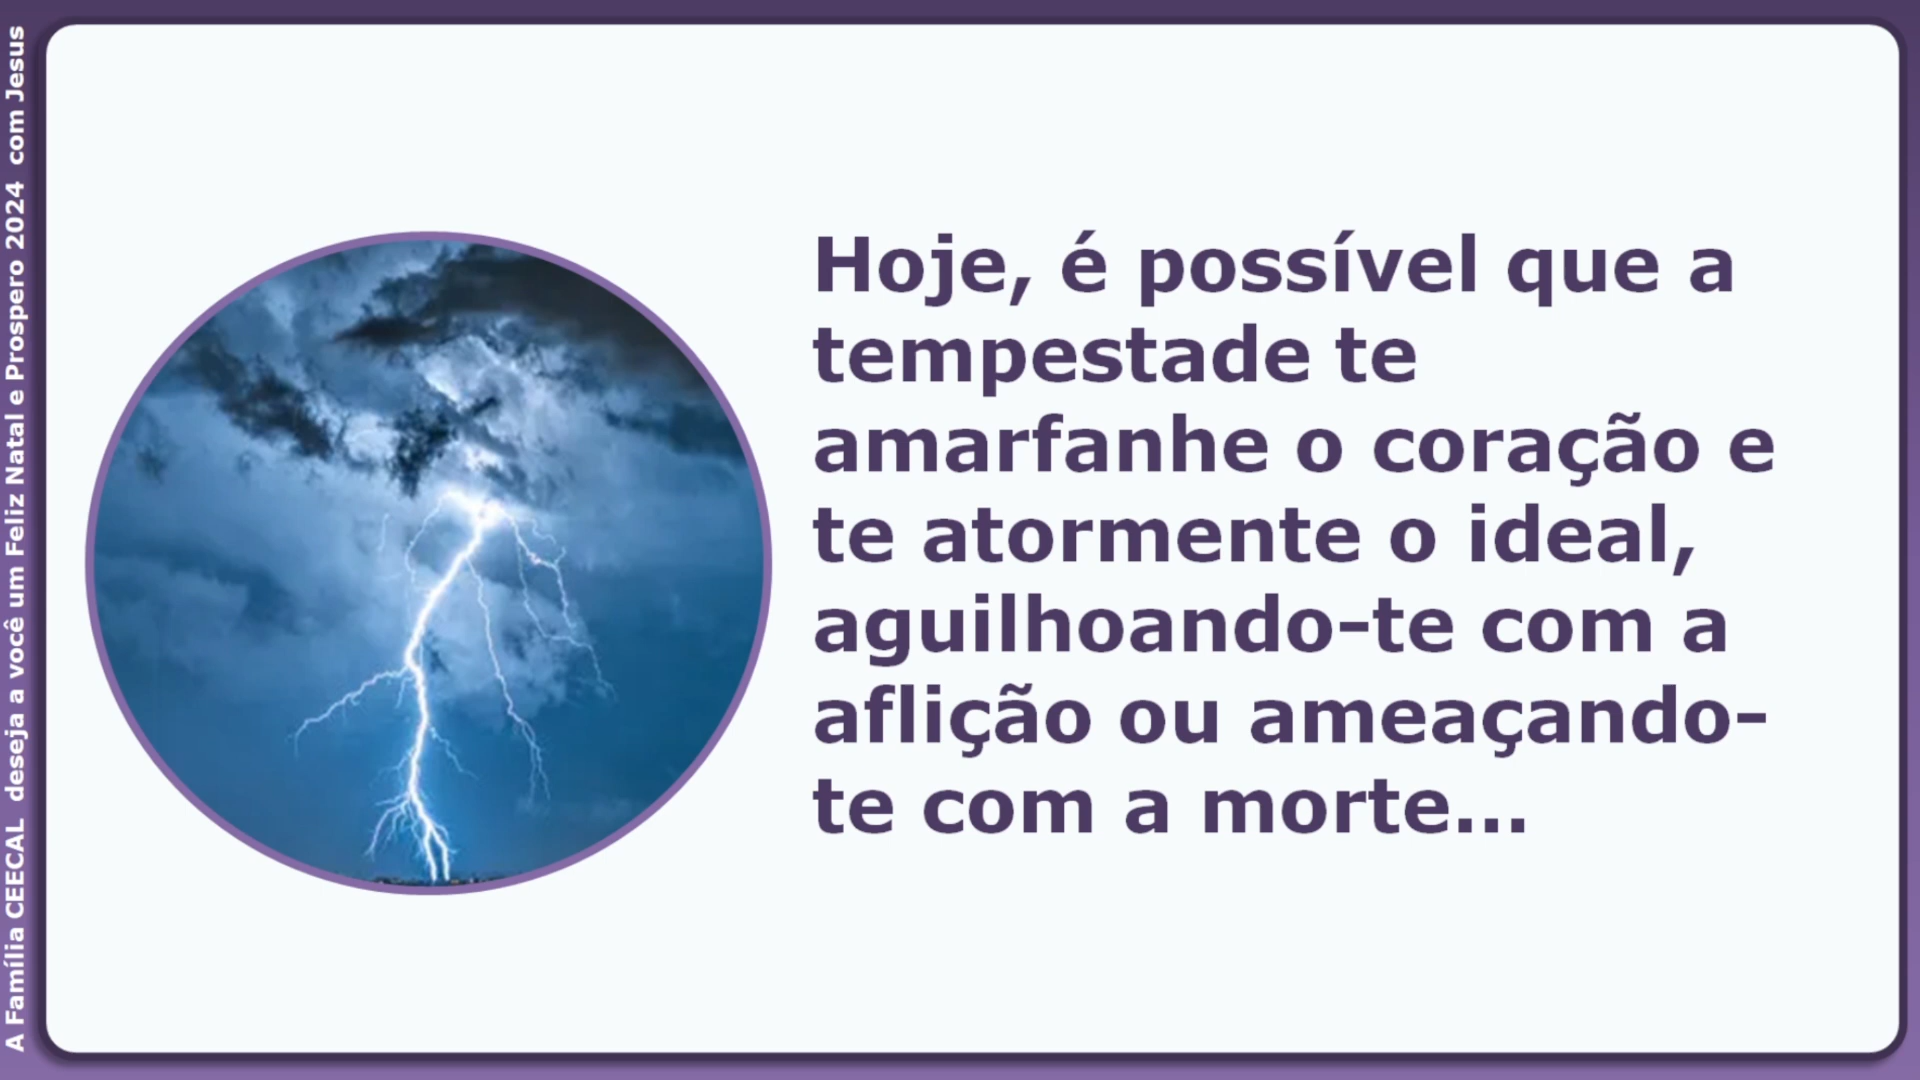 A Família CEECAL deseja a você um Feliz Natal e Prospero 2024 com Jesus
Hoje, é possível que a
tempestade te
amarfanhe o coração e
te atormente o ideal,
aguilhoando-te com a
aflição ou ameaçando-
te com a morte...